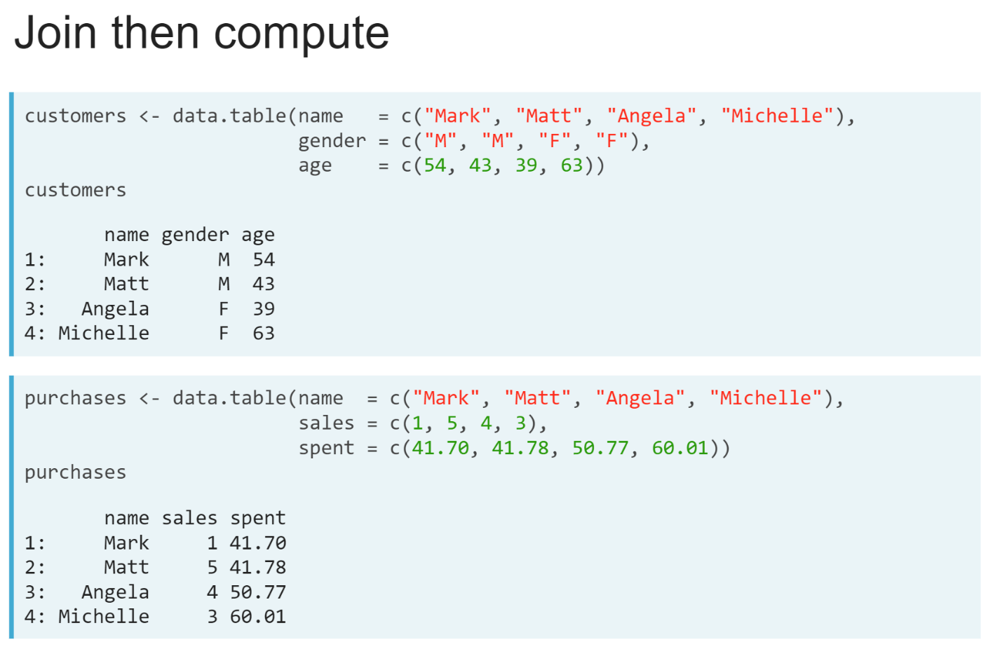 Join then compute
customers <- data.table(name   = c("Mark", "Matt", "Angela", "Michelle"),
                        gender = c("M", "M", "F", "F"),
                        age    = c(54, 43, 39, 63))
customers
       name gender age
1:     Mark      M  54
2:     Matt      M  43
3:   Angela      F  39
4: Michelle      F  63
purchases <- data.table(name  = c("Mark", "Matt", "Angela", "Michelle"),
                        sales = c(1, 5, 4, 3),
                        spent = c(41.70, 41.78, 50.77, 60.01))
purchases
       name sales spent
1:     Mark     1 41.70
2:     Matt     5 41.78
3:   Angela     4 50.77
4: Michelle     3 60.01